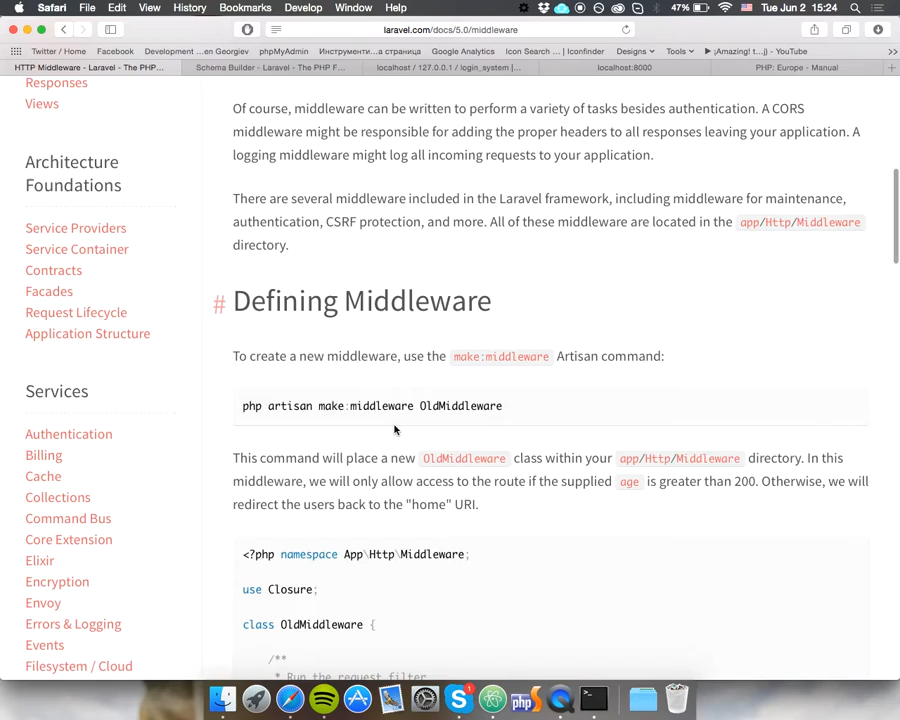 Safari File Edit View History Bookmarks Develop Window Help 47% Tue Jun 2 15:24
laravel.com/docs/5.0/middleware
Twitter / Home Facebook Development ...en Georgiev phpMyAdmin Инструменти...а страница Google Analytics Icon Search ... | Iconfinder Designs Tools ¡Amazing! t...;) - YouTube
HTTP Middleware - Laravel - The PHP... Schema Builder - Laravel - The PHP F... localhost / 127.0.0.1 / login_system |... localhost:8000 PHP: Europe - Manual
Responses
Views
Architecture
Foundations
Service Providers
Service Container
Contracts
Facades
Request Lifecycle
Application Structure
Services
Authentication
Billing
Cache
Collections
Command Bus
Core Extension
Elixir
Encryption
Envoy
Errors & Logging
Events
Filesystem / Cloud
Of course, middleware can be written to perform a variety of tasks besides authentication. A CORS
middleware might be responsible for adding the proper headers to all responses leaving your application. A
logging middleware might log all incoming requests to your application.
There are several middleware included in the Laravel framework, including middleware for maintenance,
authentication, CSRF protection, and more. All of these middleware are located in the app/Http/Middleware
directory.
# Defining Middleware
To create a new middleware, use the make:middleware Artisan command:
php artisan make:middleware OldMiddleware
This command will place a new OldMiddleware class within your app/Http/Middleware directory. In this
middleware, we will only allow access to the route if the supplied age is greater than 200. Otherwise, we will
redirect the users back to the "home" URI.
<?php namespace App\Http\Middleware;
use Closure;
class OldMiddleware {
/**
* Run the request filter
1
php